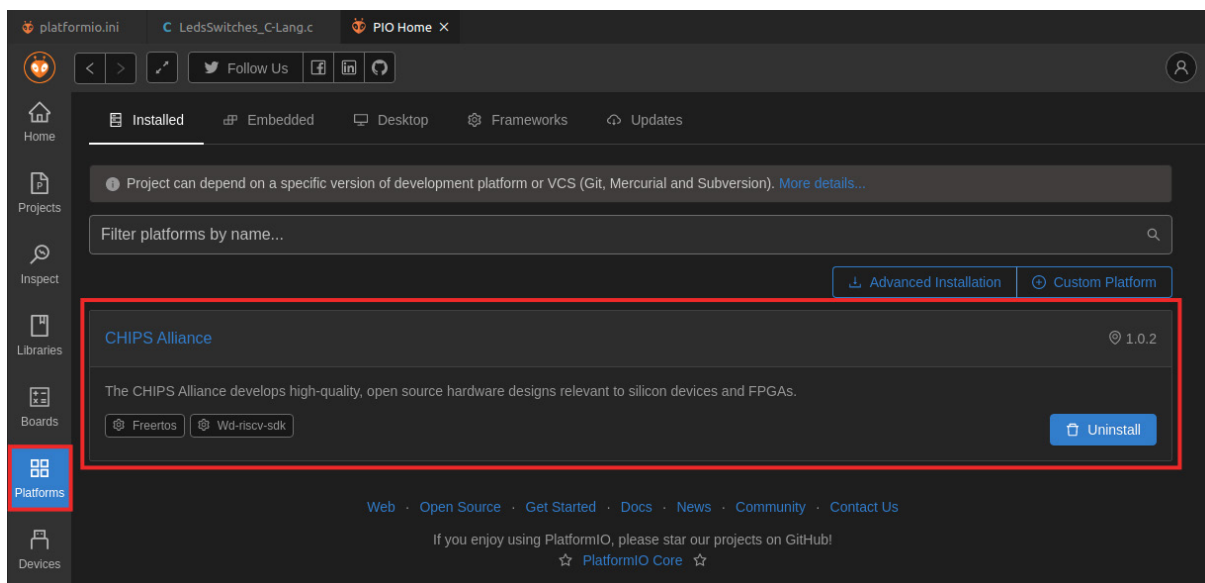 platformio.ini C LedsSwitches_C-Lang.c PIO Home
Follow Us
Home
Installed Embedded Desktop Frameworks Updates
Projects
Project can depend on a specific version of development platform or VCS (Git, Mercurial and Subversion). More details...
Filter platforms by name...
Inspect
Advanced Installation Custom Platform
Libraries
CHIPS Alliance 1.0.2
The CHIPS Alliance develops high-quality, open source hardware designs relevant to silicon devices and FPGAs.
Boards
Freertos Wd-riscv-sdk
Uninstall
Platforms
Web · Open Source · Get Started · Docs · News · Community · Contact Us
If you enjoy using PlatformIO, please star our projects on GitHub!
PlatformIO Core
Devices